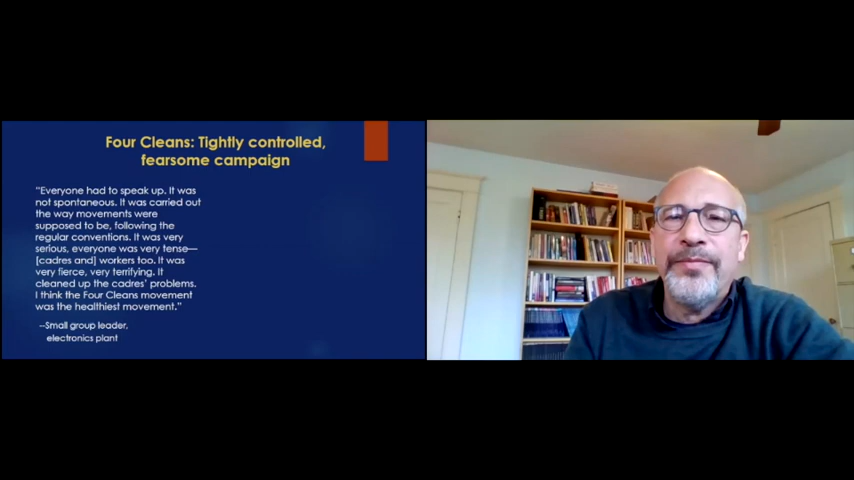 Four Cleans: Tightly controlled,
fearsome campaign
"Everyone had to speak up. It was
not spontaneous. It was carried out
the way movements were
supposed to be, following the
regular conventions. It was very
serious, everyone was very tense—
[cadres and] workers too. It was
very fierce, very terrifying. It
cleaned up the cadres' problems.
I think the Four Cleans movement
was the healthiest movement."
--Small group leader,
electronics plant